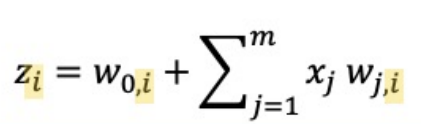 z_i = w_{0,i} + \sum_{j=1}^{m} x_j w_{j,i}